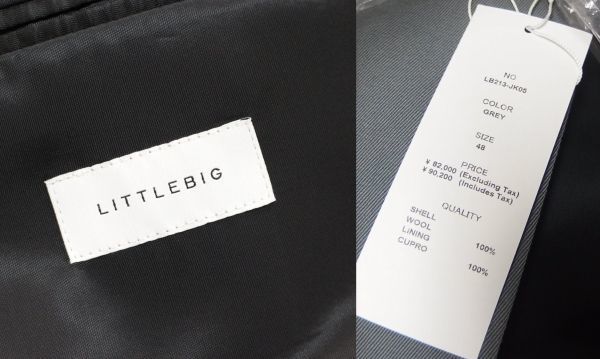 LITTLEBIG
NO
LB213-JK05
COLOR
GREY
SIZE
48
PRICE
¥ 82,000 (Excluding Tax)
¥ 90,200 (Includes Tax)
QUALITY
SHELL
WOOL 100%
LINING
CUPRO 100%